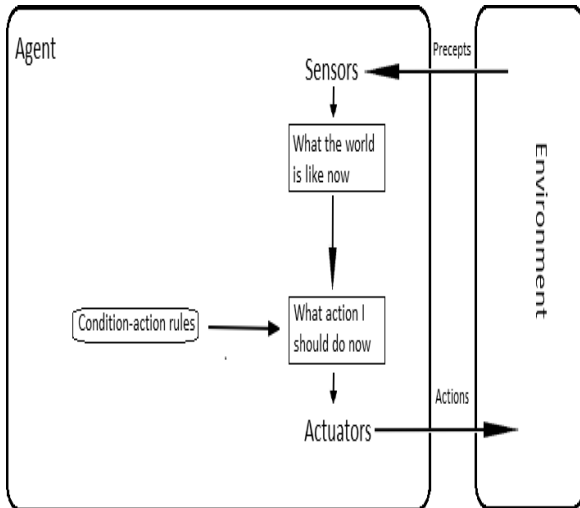 Agent
Precepts
Sensors
What the world
is like now
Environment
Condition-action rules
What action I
should do now
Actions
Actuators